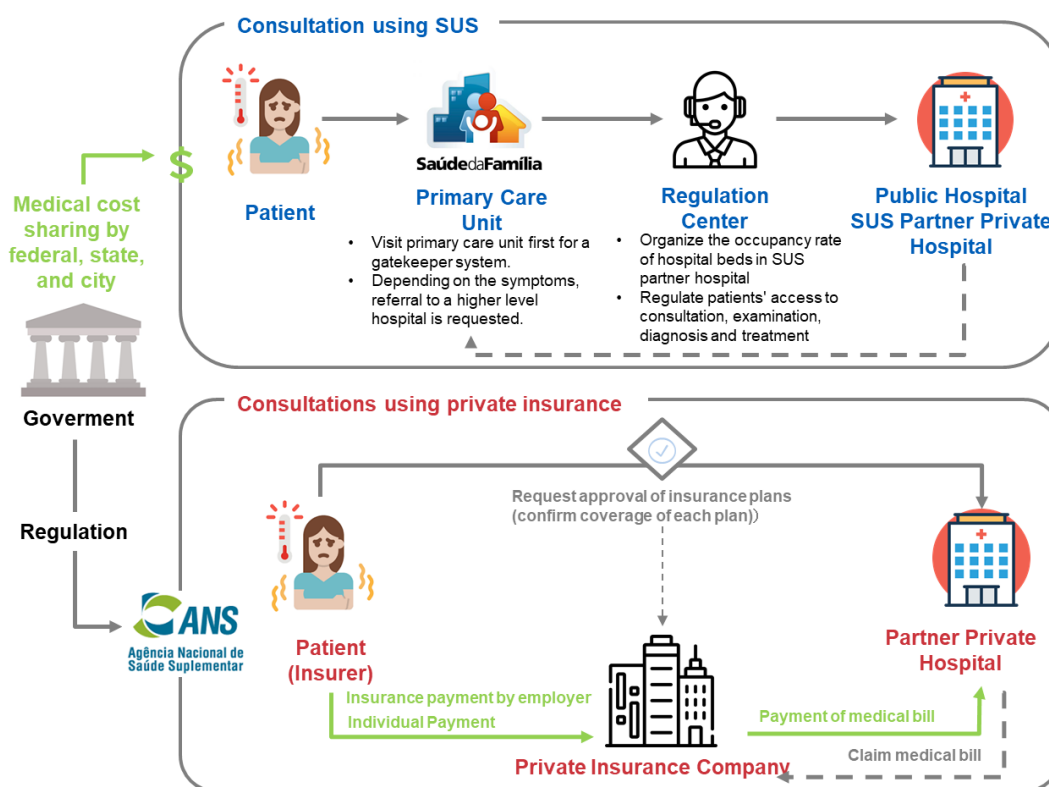 Consultation using SUS
$
Medical cost
sharing by
federal, state,
and city
SaúdedaFamília
Patient
Primary Care
Unit
• Visit primary care unit first for a
gatekeeper system.
• Depending on the symptoms,
referral to a higher level
hospital is requested.
Regulation
Center
• Organize the occupancy rate
of hospital beds in SUS
partner hospital
• Regulate patients' access to
consultation, examination,
diagnosis and treatment
Public Hospital
SUS Partner Private
Hospital
Goverment
Regulation
ANS
Agência Nacional de
Saúde Suplementar
Consultations using private insurance
Request approval of insurance plans
(confirm coverage of each plan)）
Patient
(Insurer)
Partner Private
Hospital
Insurance payment by employer
Individual Payment
Payment of medical bill
Claim medical bill
Private Insurance Company